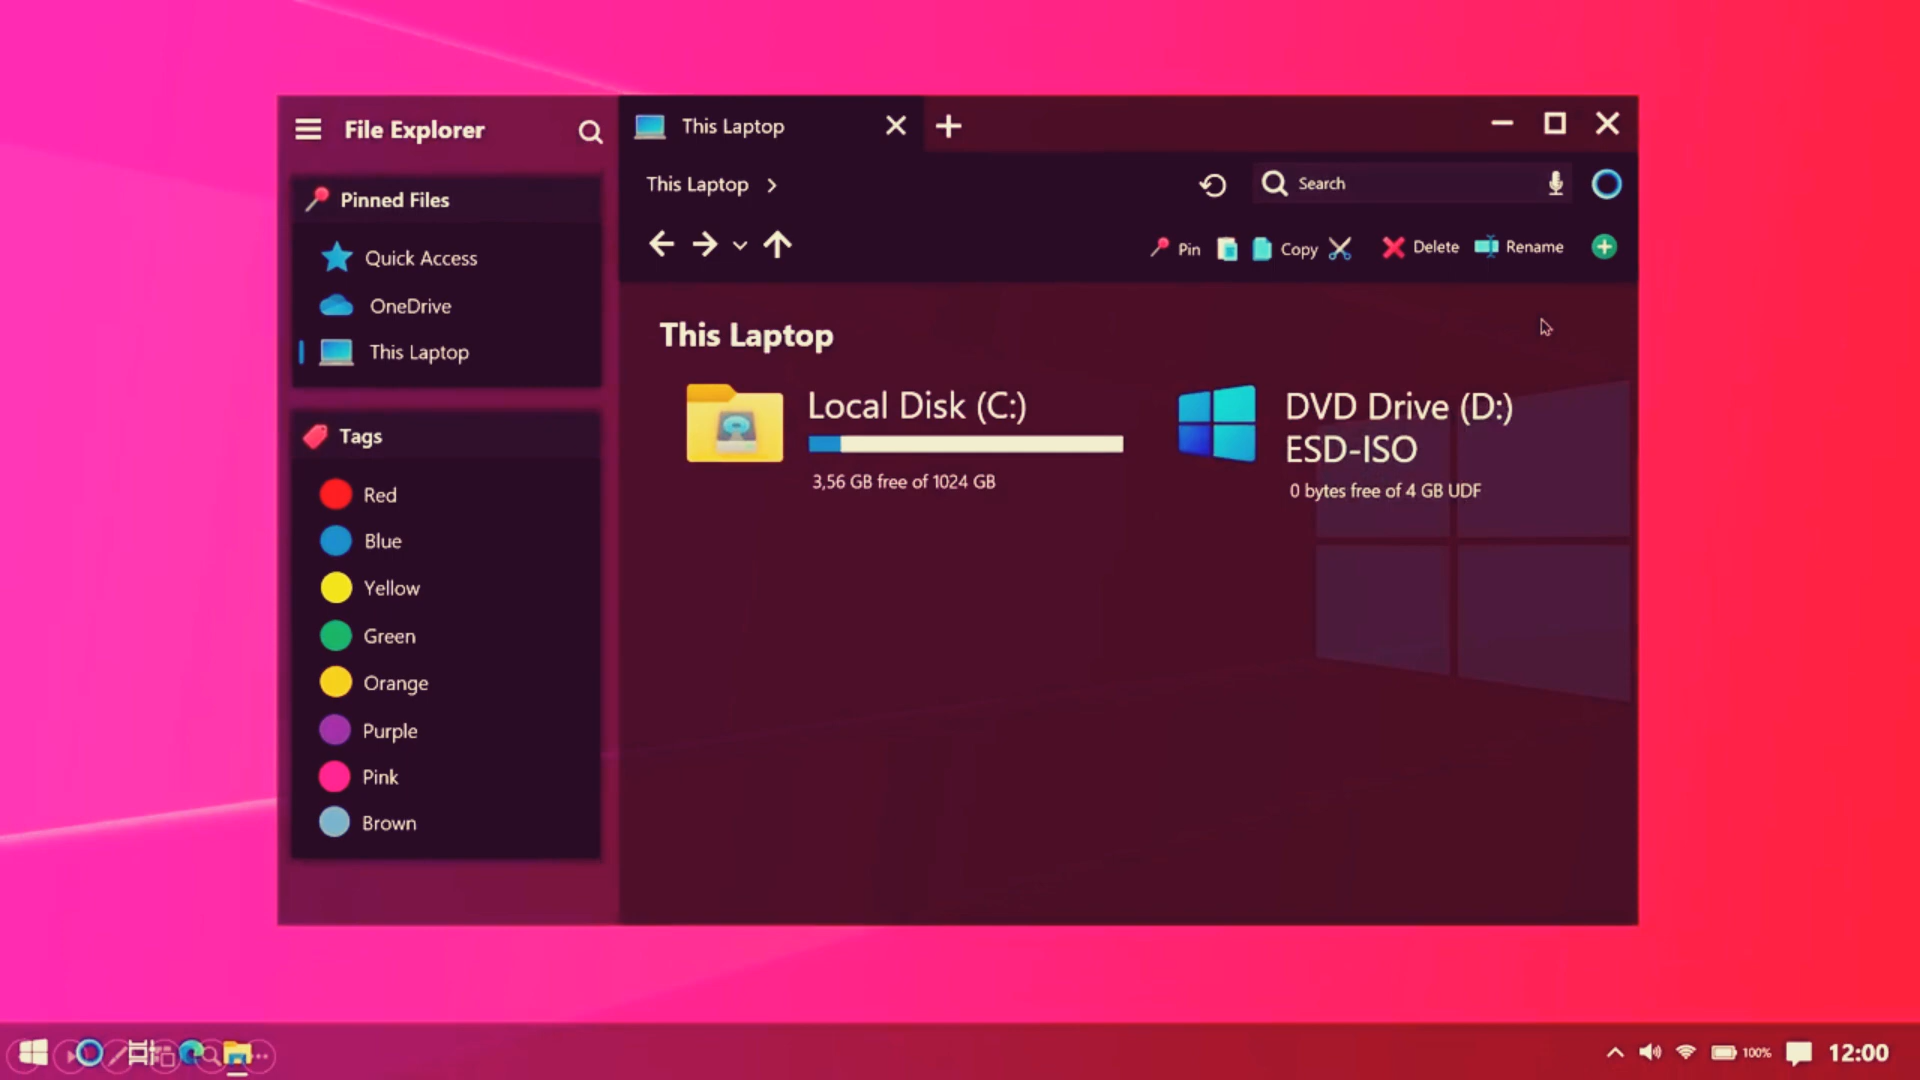 File Explorer
This Laptop
Pinned Files
Quick Access
OneDrive
This Laptop
Tags
Red
Blue
Yellow
Green
Orange
Purple
Pink
Brown
This Laptop
Search
Pin
Copy
Delete
Rename
This Laptop
Local Disk (C:)
3,56 GB free of 1024 GB
DVD Drive (D:)
ESD-ISO
0 bytes free of 4 GB UDF
100%
12:00